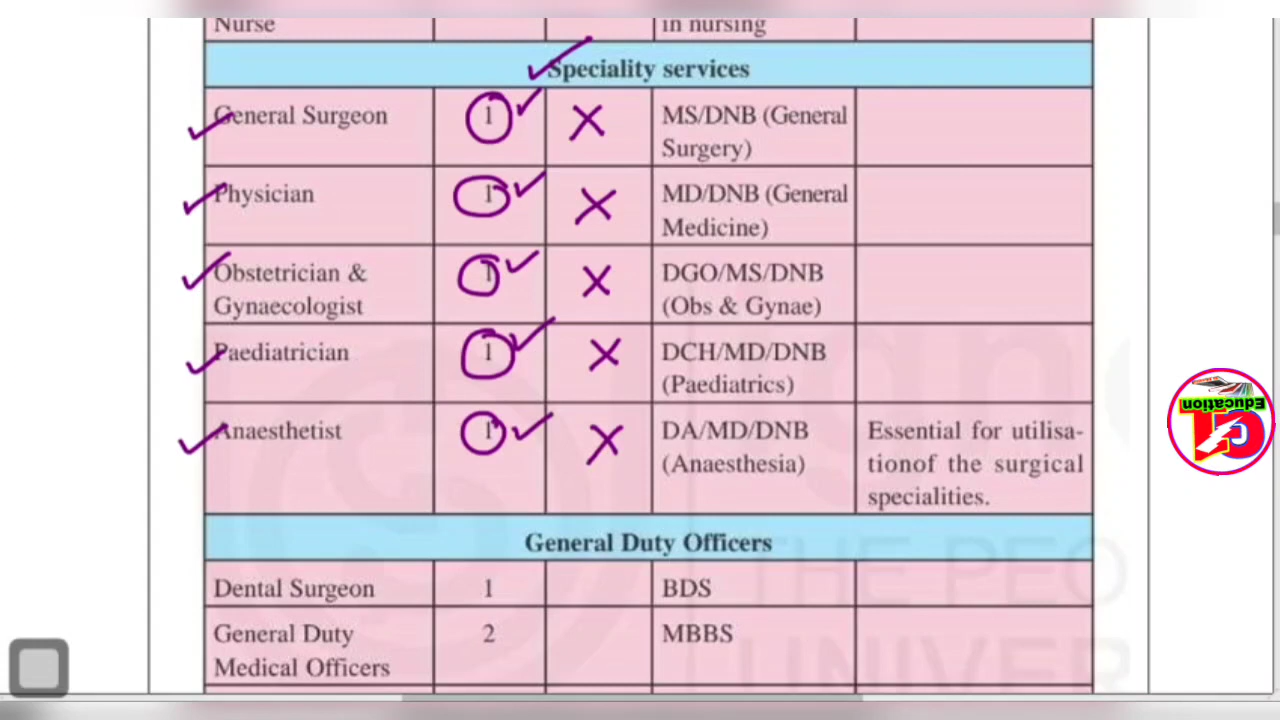 Nurse
in nursing
Speciality services
General Surgeon 1 MS/DNB (General
Surgery)
Physician 1 MD/DNB (General
Medicine)
Obstetrician & 1 DGO/MS/DNB
Gynaecologist (Obs & Gynae)
Paediatrician 1 DCH/MD/DNB
(Paediatrics)
Anaesthetist 1 DA/MD/DNB Essential for utilisa-
(Anaesthesia) tionof the surgical
specialities.
General Duty Officers
Dental Surgeon 1 BDS
General Duty 2 MBBS
Medical Officers
THE PEO
UNIVER
Education